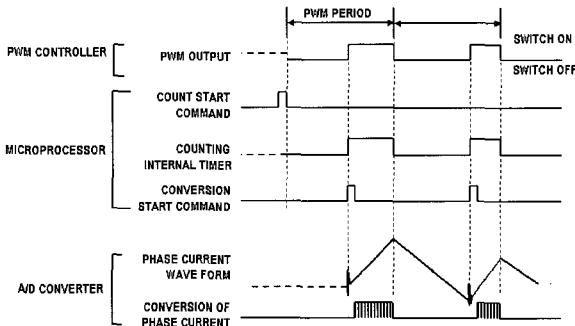 PWM PERIOD
SWITCH ON
PWM CONTROLLER
PWM OUTPUT
SWITCH OFF
COUNT START
COMMAND
MICROPROCESSOR
COUNTING
INTERNAL TIMER
CONVERSION
START COMMAND
PHASE CURRENT
WAVE FORM
A/D CONVERTER
CONVERSION OF
PHASE CURRENT